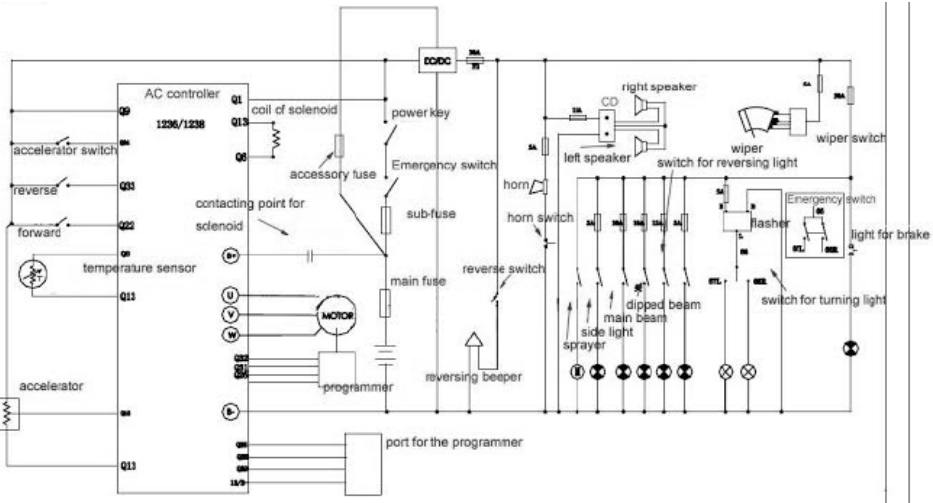 DC/DC
AC controller
1236/1238
Q9
Q1
coil of solenoid
Q13
Q6
accelerator switch
reverse
Q33
forward
Q22
temperature sensor
Q13
accelerator
Q13
accessory fuse
contacting point for
solenoid
B+
U
V
W
MOTOR
programmer
B-
port for the programmer
power key
Emergency switch
sub-fuse
main fuse
reverse switch
reversing beeper
horn
horn switch
5A
CD
right speaker
left speaker
switch for reversing light
sprayer
side light
main beam
dipped beam
5A
flasher
L
wiper
wiper switch
Emergency switch
light for brake
switch for turning light